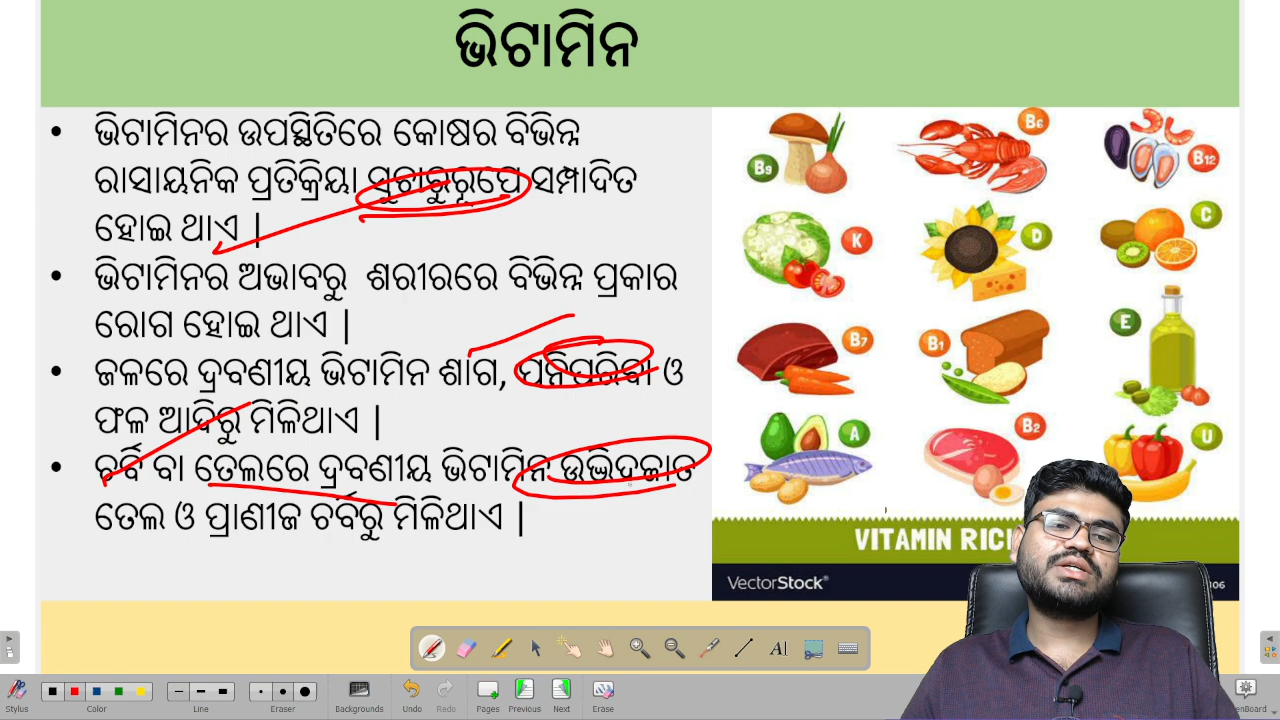 ଭିଟାମିନ
• ଭିଟାମିନର ଉପସ୍ଥିତିରେ କୋଷର ବିଭିନ୍ନ
ରାସାୟନିକ ପ୍ରତିକ୍ରିୟା ସୁଚାରୁରୂପେ ସମ୍ପାଦିତ
ହୋଇ ଥାଏ |
• ଭିଟାମିନର ଅଭାବରୁ ଶରୀରରେ ବିଭିନ୍ନ ପ୍ରକାର
ରୋଗ ହୋଇ ଥାଏ |
• ଜଳରେ ଦ୍ରବଣୀୟ ଭିଟାମିନ ଶାଗ, ପନିପରିବା ଓ
ଫଳ ଆଦିରୁ ମିଳିଥାଏ |
• ଚର୍ବି ବା ତେଲରେ ଦ୍ରବଣୀୟ ଭିଟାମିନ ଉଦ୍ଭିଦଜାତ
ତେଲ ଓ ପ୍ରାଣୀଜ ଚର୍ବିରୁ ମିଳିଥାଏ |
B9 B6 B12
K D C
B7 B1 E
A B2 U
VITAMIN
VectorStock®
Stylus Color Line Eraser Backgrounds Undo Redo Pages Previous Next Erase